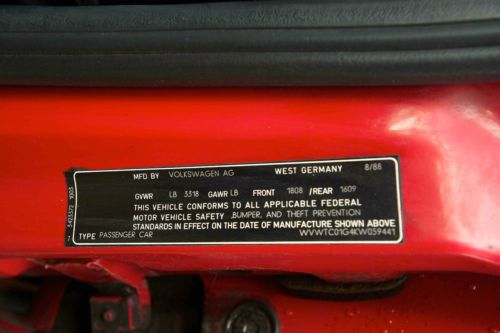 MFD BY VOLKSWAGEN AG WEST GERMANY 8/88
GVWR LB 3318 GAWR LB FRONT 1808 /REAR 1609
THIS VEHICLE CONFORMS TO ALL APPLICABLE FEDERAL
MOTOR VEHICLE SAFETY ,BUMPER, AND THEFT PREVENTION
STANDARDS IN EFFECT ON THE DATE OF MANUFACTURE SHOWN ABOVE
TYPE PASSENGER CAR WVWTC01G4KW059441